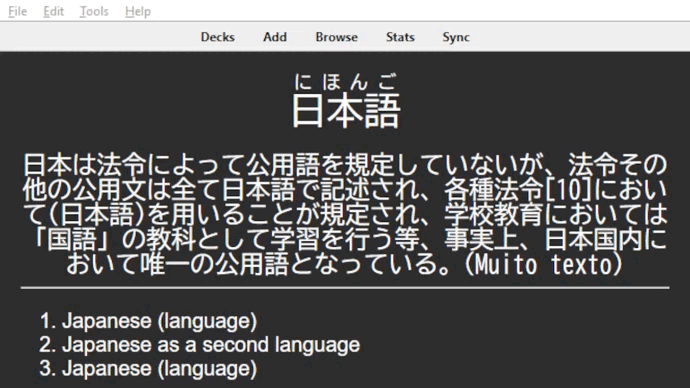 File Edit Tools Help
Decks Add Browse Stats Sync
にほんご
日本語
日本は法令によって公用語を規定していないが、法令その
他の公用文は全て日本語で記述され、各種法令[10]におい
て(日本語)を用いることが規定され、学校教育においては
「国語」の教科として学習を行う等、事実上、日本国内に
おいて唯一の公用語となっている。(Muito texto)
1. Japanese (language)
2. Japanese as a second language
3. Japanese (language)